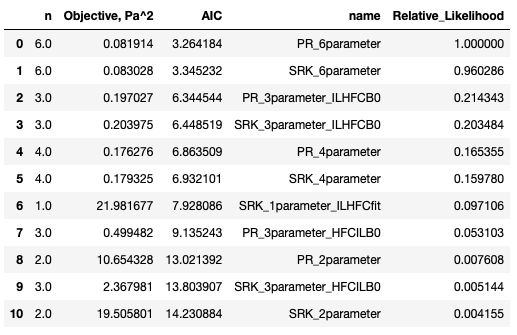 n Objective, Pa^2 AIC name Relative_Likelihood
0 6.0 0.081914 3.264184 PR_6parameter 1.000000
1 6.0 0.083028 3.345232 SRK_6parameter 0.960286
2 3.0 0.197027 6.344544 PR_3parameter_ILHFCB0 0.214343
3 3.0 0.203975 6.448519 SRK_3parameter_ILHFCB0 0.203484
4 4.0 0.176276 6.863509 PR_4parameter 0.165355
5 4.0 0.179325 6.932101 SRK_4parameter 0.159780
6 1.0 21.981677 7.928086 SRK_1parameter_ILHFCfit 0.097106
7 3.0 0.499482 9.135243 PR_3parameter_HFCILB0 0.053103
8 2.0 10.654328 13.021392 PR_2parameter 0.007608
9 3.0 2.367981 13.803907 SRK_3parameter_HFCILB0 0.005144
10 2.0 19.505801 14.230884 SRK_2parameter 0.004155